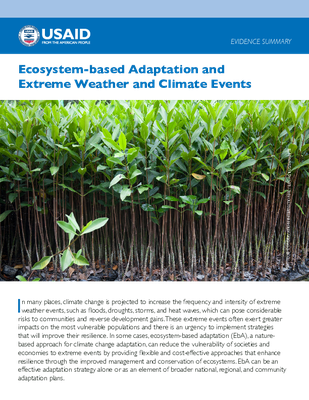 USAID
FROM THE AMERICAN PEOPLE
EVIDENCE SUMMARY
Ecosystem-based Adaptation and
Extreme Weather and Climate Events
In many places, climate change is projected to increase the frequency and intensity of extreme
weather events, such as floods, droughts, storms, and heat waves, which can pose considerable
risks to communities and reverse development gains. These extreme events often exert greater
impacts on the most vulnerable populations and there is an urgency to implement strategies
that will improve their resilience. In some cases, ecosystem-based adaptation (EbA), a nature-
based approach for climate change adaptation, can reduce the vulnerability of societies and
economies to extreme events by providing flexible and cost-effective approaches that enhance
resilience through the improved management and conservation of ecosystems. EbA can be an
effective adaptation strategy alone or as an element of broader national, regional, and community
adaptation plans.